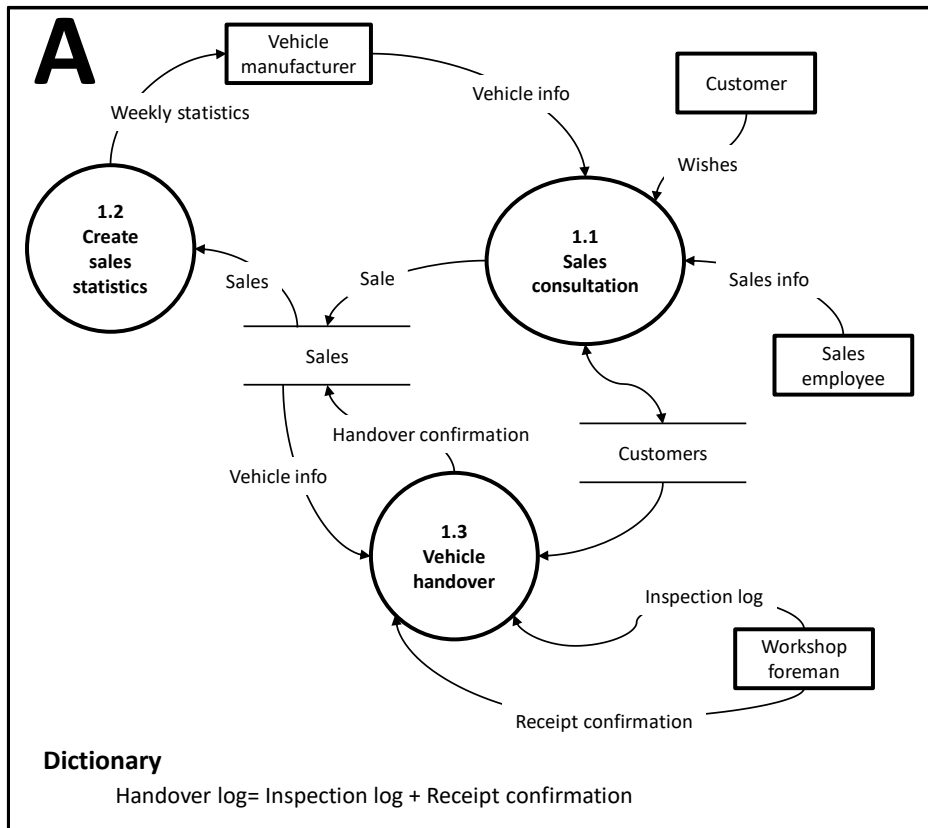 A
Vehicle
manufacturer
Customer
Weekly statistics
Vehicle info
Wishes
1.2
Create
sales
statistics
1.1
Sales
consultation
Sales
Sale
Sales info
Sales
Sales
employee
Handover confirmation
Customers
Vehicle info
1.3
Vehicle
handover
Inspection log
Workshop
foreman
Receipt confirmation
Dictionary
Handover log= Inspection log + Receipt confirmation